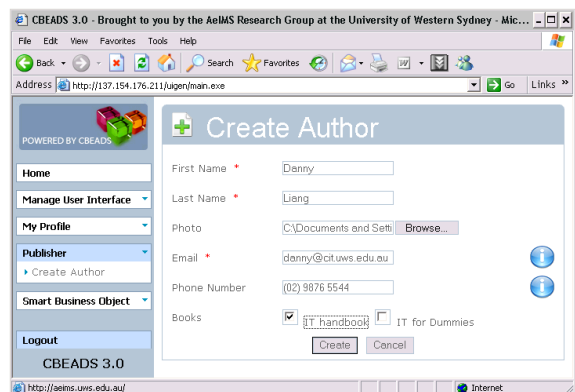 CBEADS 3.0 - Brought to you by the AeIMS Research Group at the University of Western Sydney - Mic...
File Edit View Favorites Tools Help
Back Search Favorites
Address http://137.154.176.211/uigen/main.exe Go Links »
POWERED BY CBEADS
Create Author
Home
Manage User Interface
My Profile
Publisher
Create Author
Smart Business Object
Logout
CBEADS 3.0
First Name * Danny
Last Name * Liang
Photo C:\Documents and Setti Browse...
Email * danny@cit.uws.edu.au
Phone Number (02) 9876 5544
Books IT handbook IT for Dummies
Create Cancel
http://aeims.uws.edu.au/ Internet